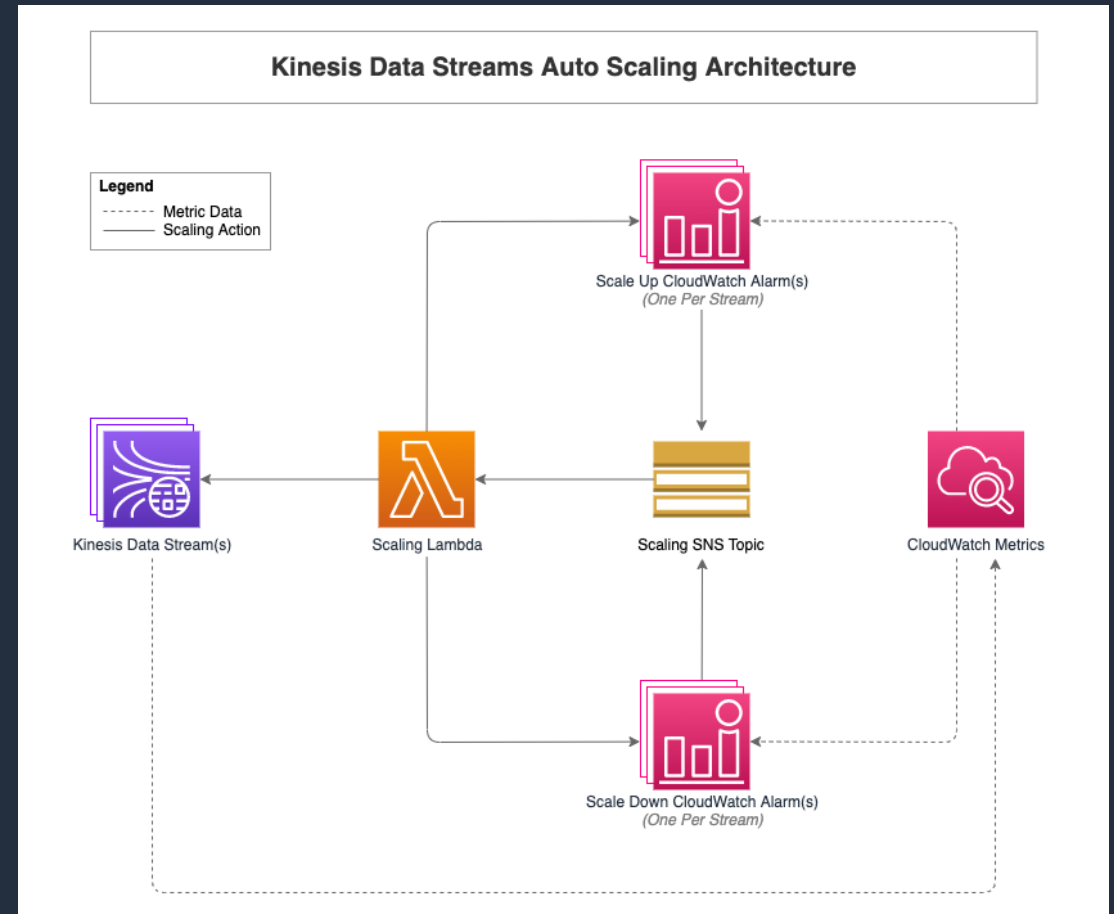 Kinesis Data Streams Auto Scaling Architecture
Legend
Metric Data
Scaling Action
Scale Up CloudWatch Alarm(s)
(One Per Stream)
Kinesis Data Stream(s)
Scaling Lambda
Scaling SNS Topic
CloudWatch Metrics
Scale Down CloudWatch Alarm(s)
(One Per Stream)